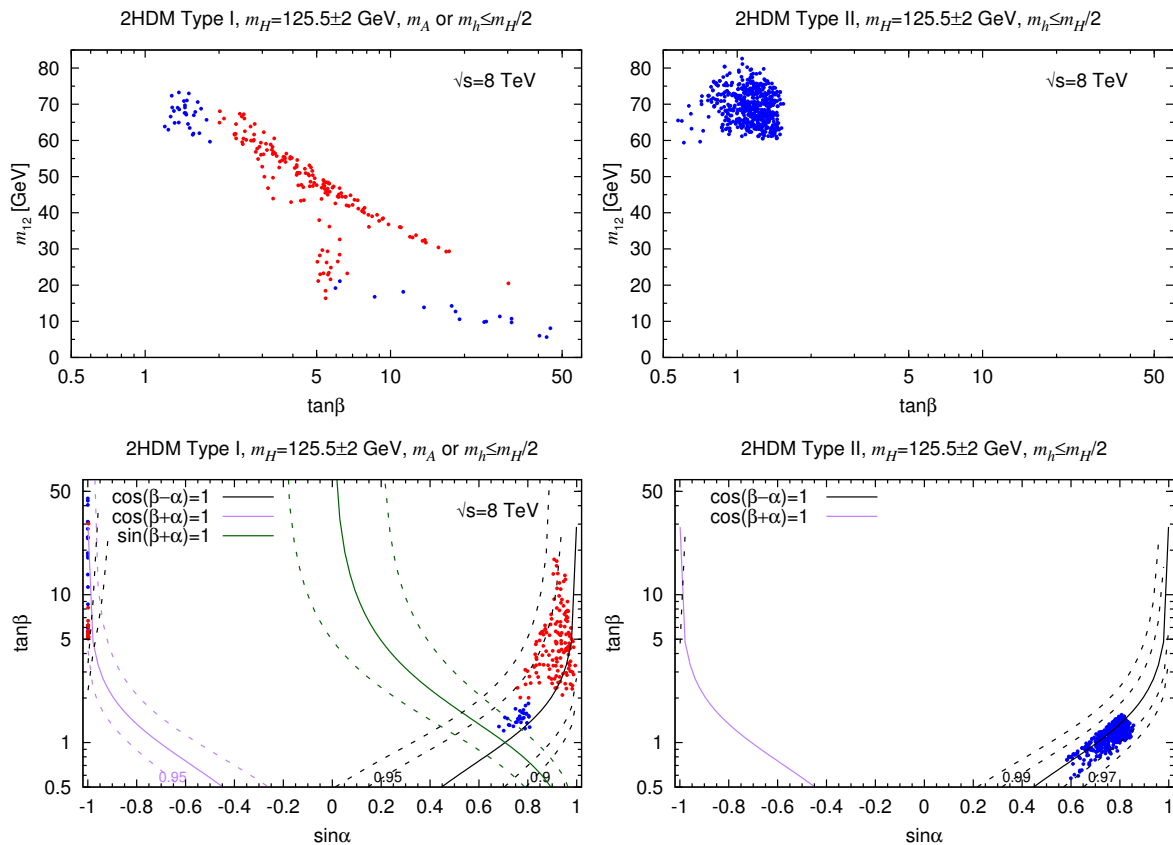 2HDM Type I, m_H=125.5±2 GeV, m_A or m_h≤m_H/2
√s=8 TeV
80
70
60
50
40
30
20
10
0
m_12 [GeV]
0.5 1 5 10 50
tanβ
2HDM Type II, m_H=125.5±2 GeV, m_h≤m_H/2
√s=8 TeV
80
70
60
50
40
30
20
10
0
m_12 [GeV]
0.5 1 5 10 50
tanβ
2HDM Type I, m_H=125.5±2 GeV, m_A or m_h≤m_H/2
cos(β−α)=1
cos(β+α)=1
sin(β+α)=1
√s=8 TeV
50
10
5
1
0.5
tanβ
0.95 0.95 0.9
-1 -0.8 -0.6 -0.4 -0.2 0 0.2 0.4 0.6 0.8 1
sinα
2HDM Type II, m_H=125.5±2 GeV, m_h≤m_H/2
cos(β−α)=1
cos(β+α)=1
50
10
5
1
0.5
tanβ
0.99 0.97
-1 -0.8 -0.6 -0.4 -0.2 0 0.2 0.4 0.6 0.8 1
sinα